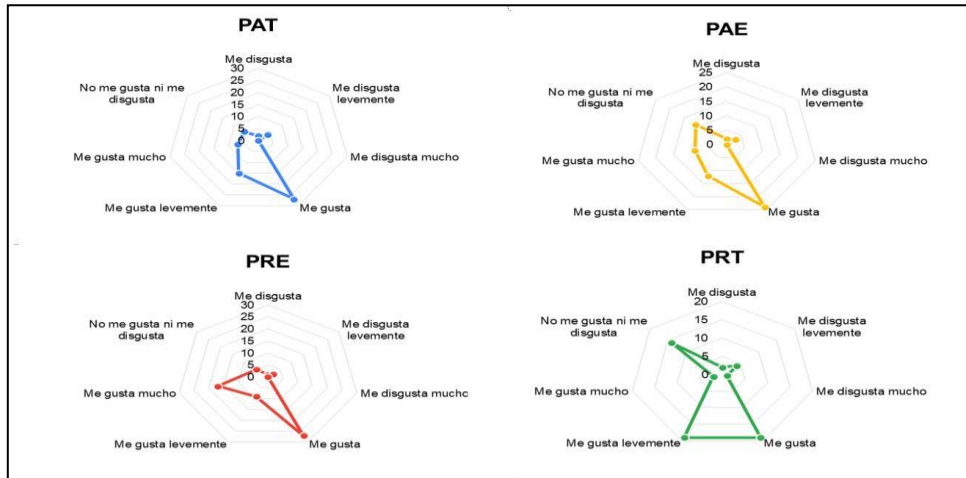 PAT
Me disgusta
30
25
20
15
10
5
0
Me disgusta
levemente
Me disgusta mucho
Me gusta
Me gusta levemente
Me gusta mucho
No me gusta ni me
disgusta
PAE
Me disgusta
25
20
15
10
5
0
Me disgusta
levemente
Me disgusta mucho
Me gusta
Me gusta levemente
Me gusta mucho
No me gusta ni me
disgusta
PRE
Me disgusta
30
25
20
15
10
5
0
Me disgusta
levemente
Me disgusta muchc
Me gusta
Me gusta levemente
Me gusta mucho
No me gusta ni me
disgusta
PRT
Me disgusta
20
15
10
5
0
Me disgusta
levemente
Me disgusta mucho
Me gusta
Me gusta levemente
Me gusta mucho
No me gusta ni me
disgusta